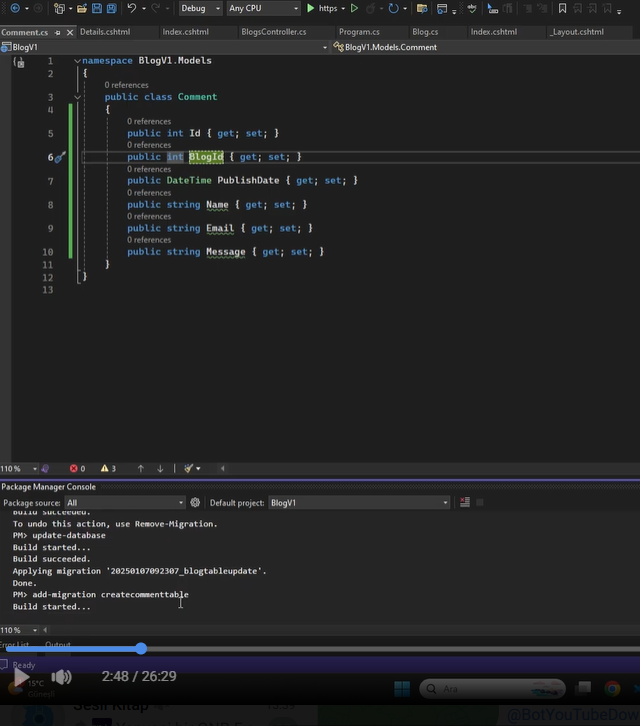 Debug
Any CPU
https
Comment.cs
Details.cshtml
Index.cshtml
BlogsController.cs
Program.cs
Blog.cs
Index.cshtml
_Layout.cshtml
BlogV1
BlogV1.Models.Comment
1 namespace BlogV1.Models
2 {
0 references
3 public class Comment
4 {
0 references
5 public int Id { get; set; }
0 references
6 public int BlogId { get; set; }
0 references
7 public DateTime PublishDate { get; set; }
0 references
8 public string Name { get; set; }
0 references
9 public string Email { get; set; }
0 references
10 public string Message { get; set; }
11 }
12 }
13
110 %
0
3
Package Manager Console
Package source: All
Default project: BlogV1
Build succeeded.
To undo this action, use Remove-Migration.
PM> update-database
Build started...
Build succeeded.
Applying migration '20250107092307_blogtableupdate'.
Done.
PM> add-migration createcommenttable
Build started...
110 %
Error List
Output
Ready
2:48 / 26:29
15°C
Güneşli
Ara
Sesli Kitap
@BotYouTubeDow